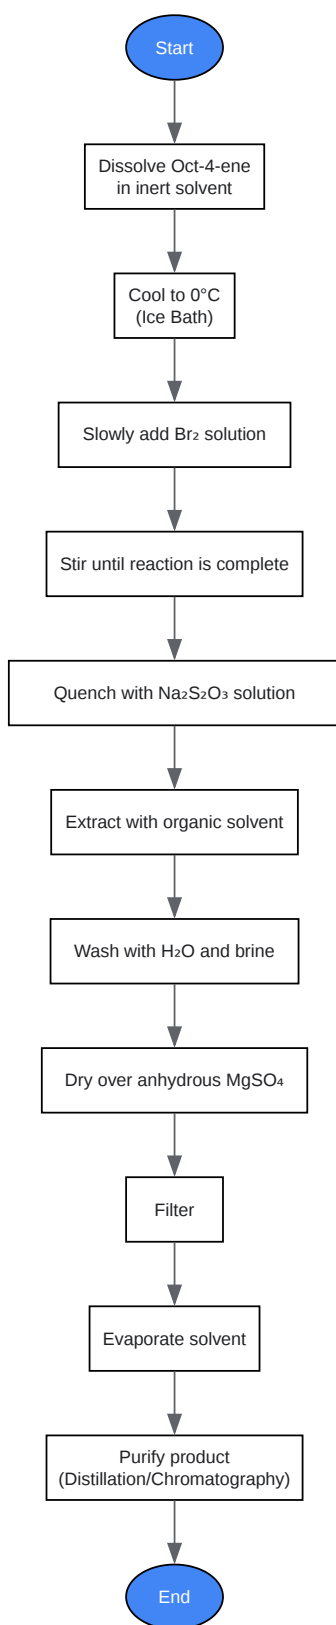 Start
Dissolve Oct-4-ene
in inert solvent
Cool to 0°C
(Ice Bath)
Slowly add Br₂ solution
Stir until reaction is complete
Quench with Na₂S₂O₃ solution
Extract with organic solvent
Wash with H₂O and brine
Dry over anhydrous MgSO₄
Filter
Evaporate solvent
Purify product
(Distillation/Chromatography)
End